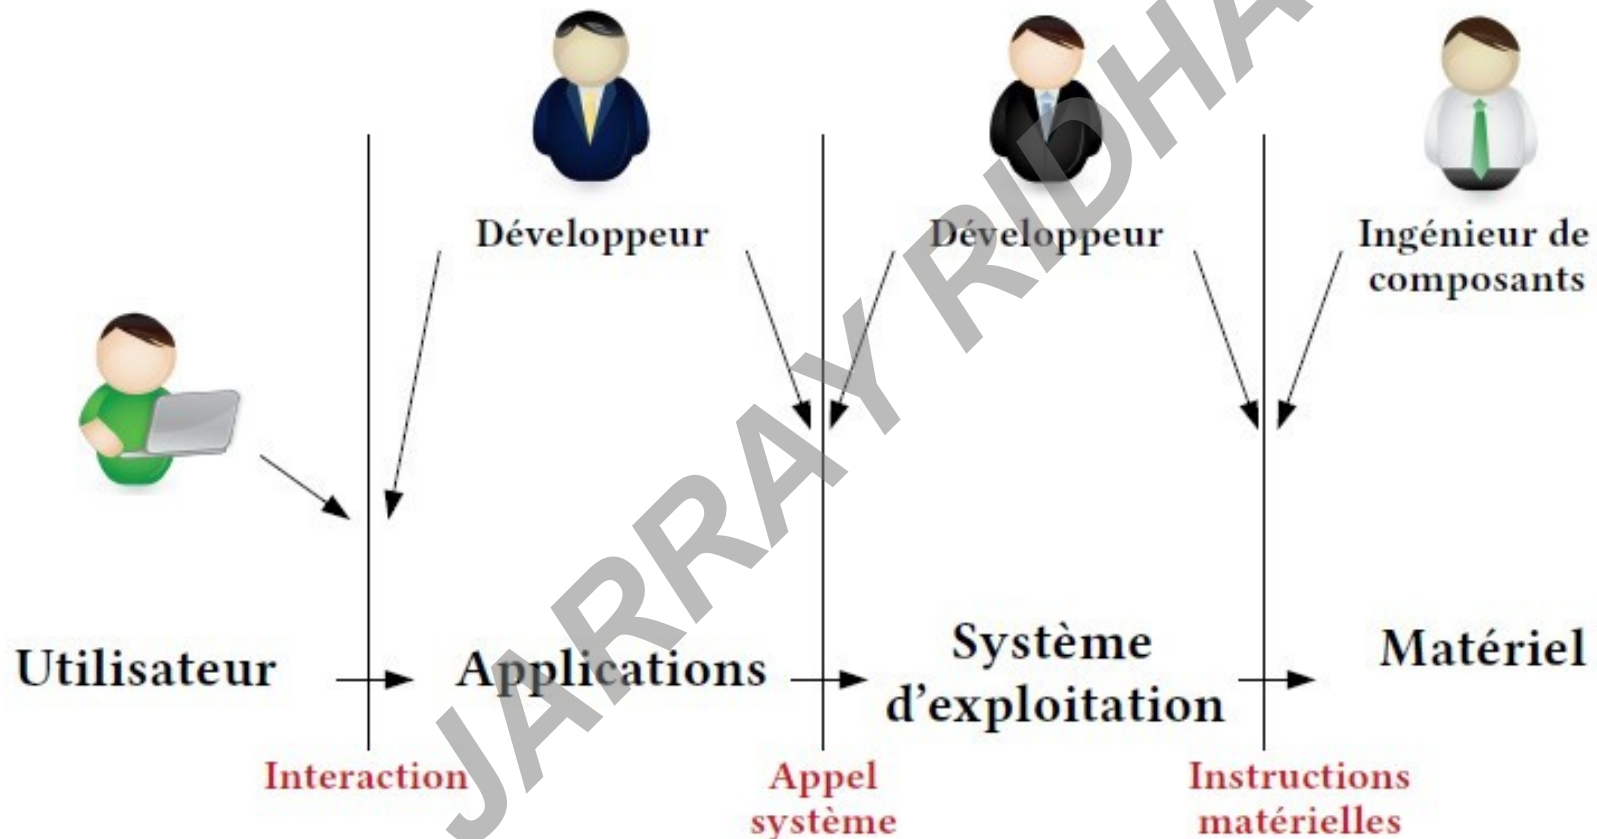 Développeur
Développeur
Ingénieur de
composants
Utilisateur
Applications
Système
d'exploitation
Matériel
Interaction
Appel
système
Instructions
matérielles
JARRAY RIDHA